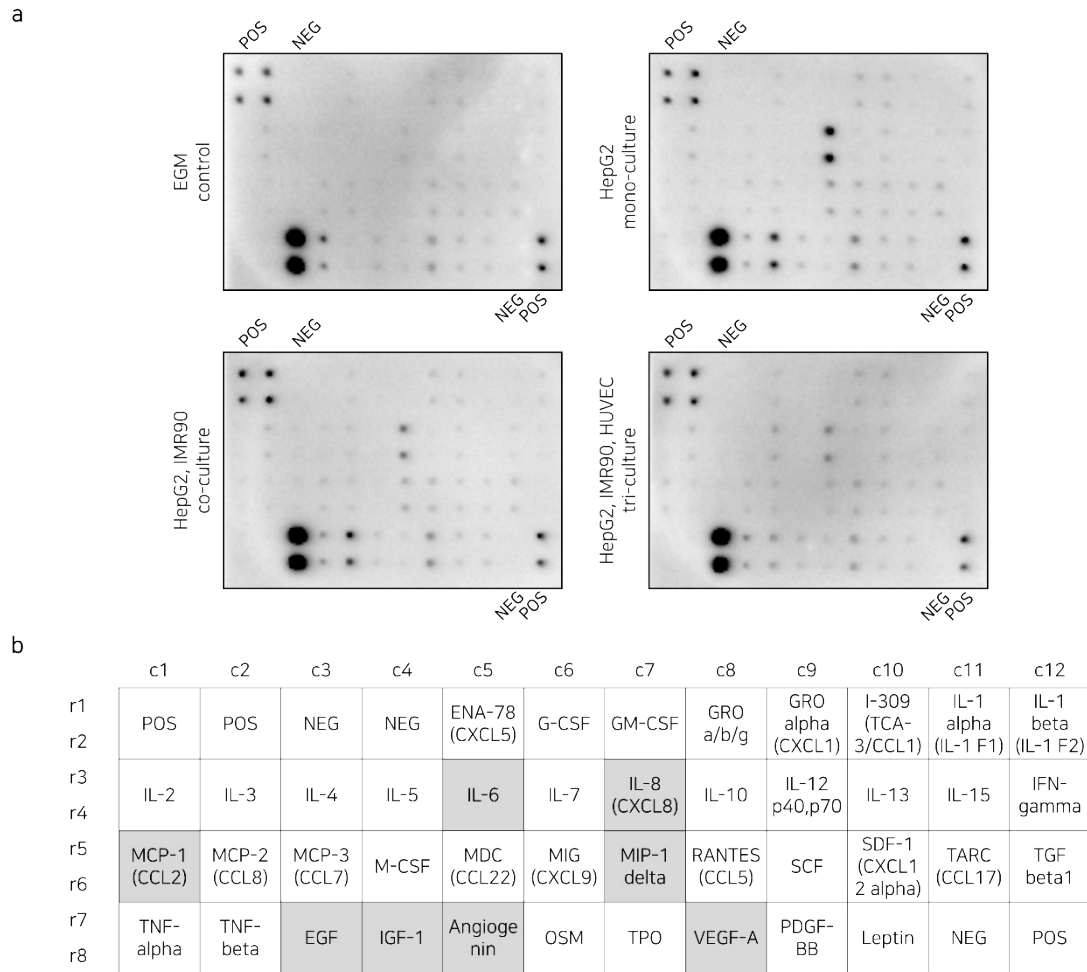 a
POS NEG POS NEG
EGM
control
HepG2
mono-culture
NEG POS NEG POS
POS NEG POS NEG
HepG2, IMR90
co-culture
HepG2, IMR90, HUVEC
tri-culture
NEG POS NEG POS
b
c1 c2 c3 c4 c5 c6 c7 c8 c9 c10 c11 c12
r1
r2
POS POS NEG NEG
ENA-78
(CXCL5)
G-CSF GM-CSF
GRO
a/b/g
GRO
alpha
(CXCL1)
I-309
(TCA-
3/CCL1)
IL-1
alpha
(IL-1 F1)
IL-1
beta
(IL-1 F2)
r3
r4
IL-2 IL-3 IL-4 IL-5 IL-6 IL-7
IL-8
(CXCL8)
IL-10
IL-12
p40,p70
IL-13 IL-15
IFN-
gamma
r5
r6
MCP-1
(CCL2)
MCP-2
(CCL8)
MCP-3
(CCL7)
M-CSF
MDC
(CCL22)
MIG
(CXCL9)
MIP-1
delta
RANTES
(CCL5)
SCF
SDF-1
(CXCL1
2 alpha)
TARC
(CCL17)
TGF
beta1
r7
r8
TNF-
alpha
TNF-
beta
EGF IGF-1
Angioge
nin
OSM TPO VEGF-A
PDGF-
BB
Leptin NEG POS